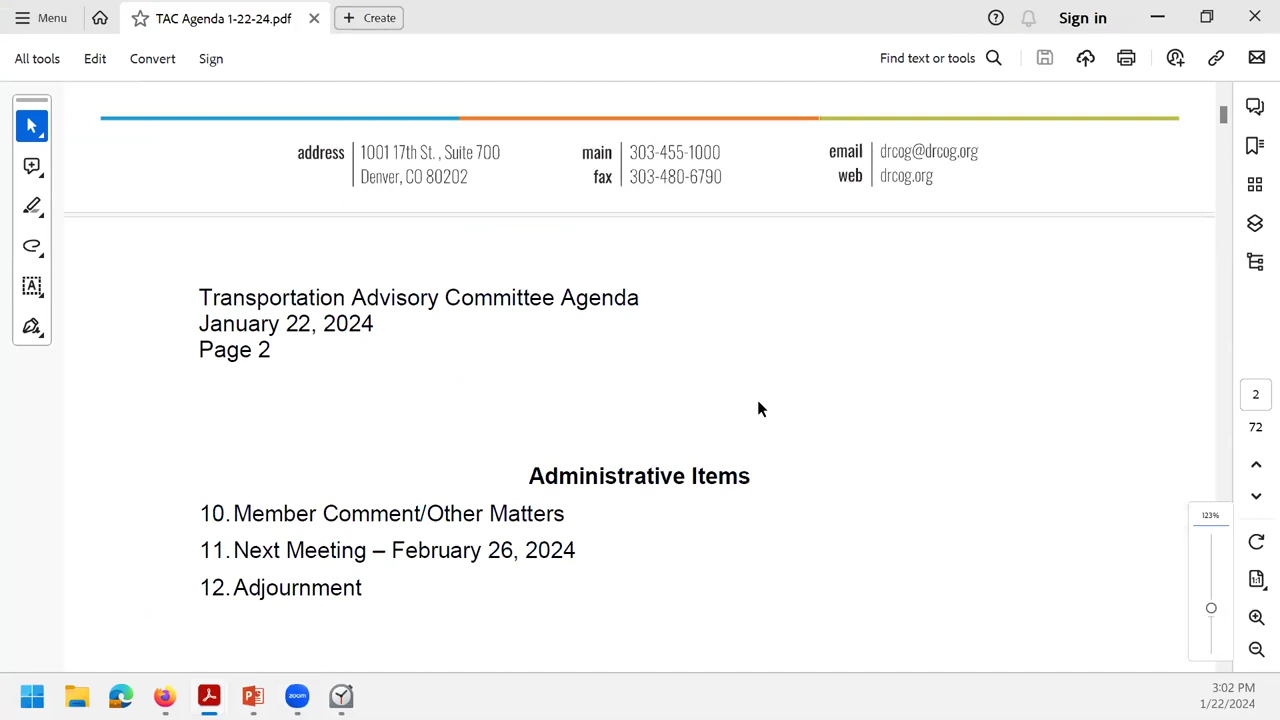 Menu
TAC Agenda 1-22-24.pdf
Create
Sign in
All tools
Edit
Convert
Sign
Find text or tools
address
1001 17th St. , Suite 700
Denver, CO 80202
main 303-455-1000
fax 303-480-6790
email drcog@drcog.org
web drcog.org
Transportation Advisory Committee Agenda
January 22, 2024
Page 2
Administrative Items
10. Member Comment/Other Matters
11. Next Meeting – February 26, 2024
12. Adjournment
2
72
123%
1:1
zoom
3:02 PM
1/22/2024